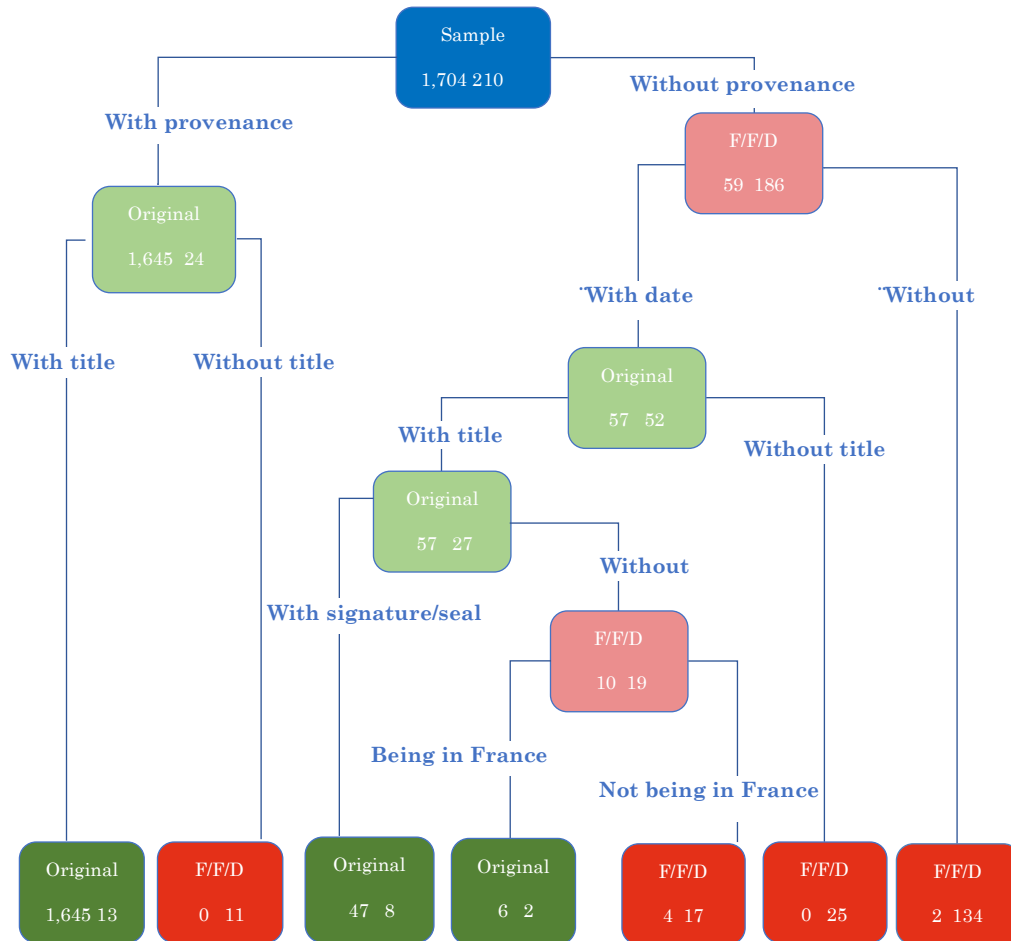 Sample
1,704 210
Without provenance
With provenance
F/F/D
59 186
Original
1,645 24
¨With date
¨Without
With title
Without title
Original
57 52
With title
Without title
Original
57 27
Without
With signature/seal
F/F/D
10 19
Being in France
Not being in France
Original
1,645 13
F/F/D
0 11
Original
47 8
Original
6 2
F/F/D
4 17
F/F/D
0 25
F/F/D
2 134